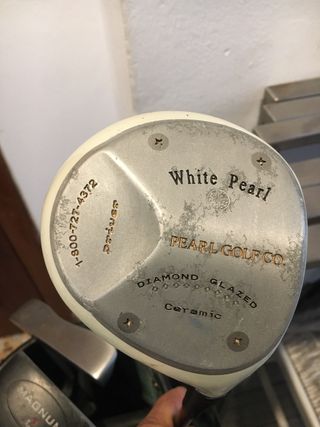 White Pearl
PEARL GOLF CO.
DIAMOND GLAZED
Ceramic
Driver
1-800-727-4372
MAGNUM